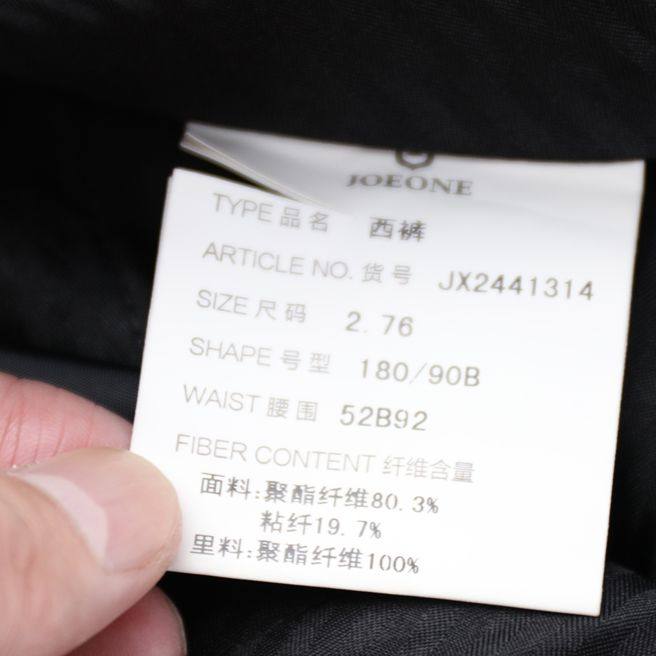 JOEONE
TYPE 品名 西裤
ARTICLE NO. 货号 JX2441314
SIZE 尺码 2.76
SHAPE 号型 180/90B
WAIST 腰围 52B92
FIBER CONTENT 纤维含量
面料:聚酯纤维80.3%
粘纤19.7%
里料:聚酯纤维100%